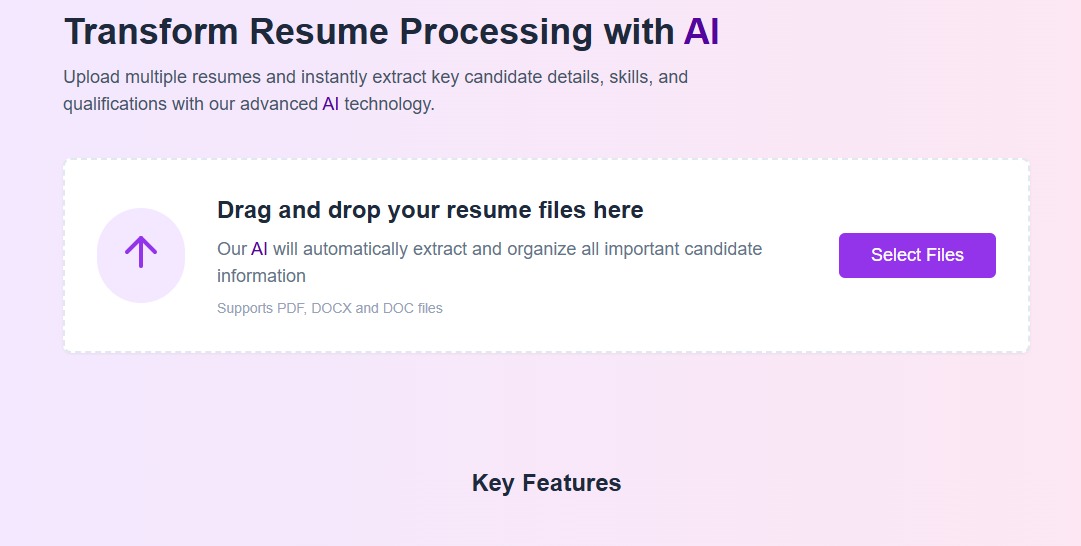 Transform Resume Processing with AI
Upload multiple resumes and instantly extract key candidate details, skills, and
qualifications with our advanced AI technology.
Drag and drop your resume files here
Our AI will automatically extract and organize all important candidate
information
Supports PDF, DOCX and DOC files
Select Files
Key Features